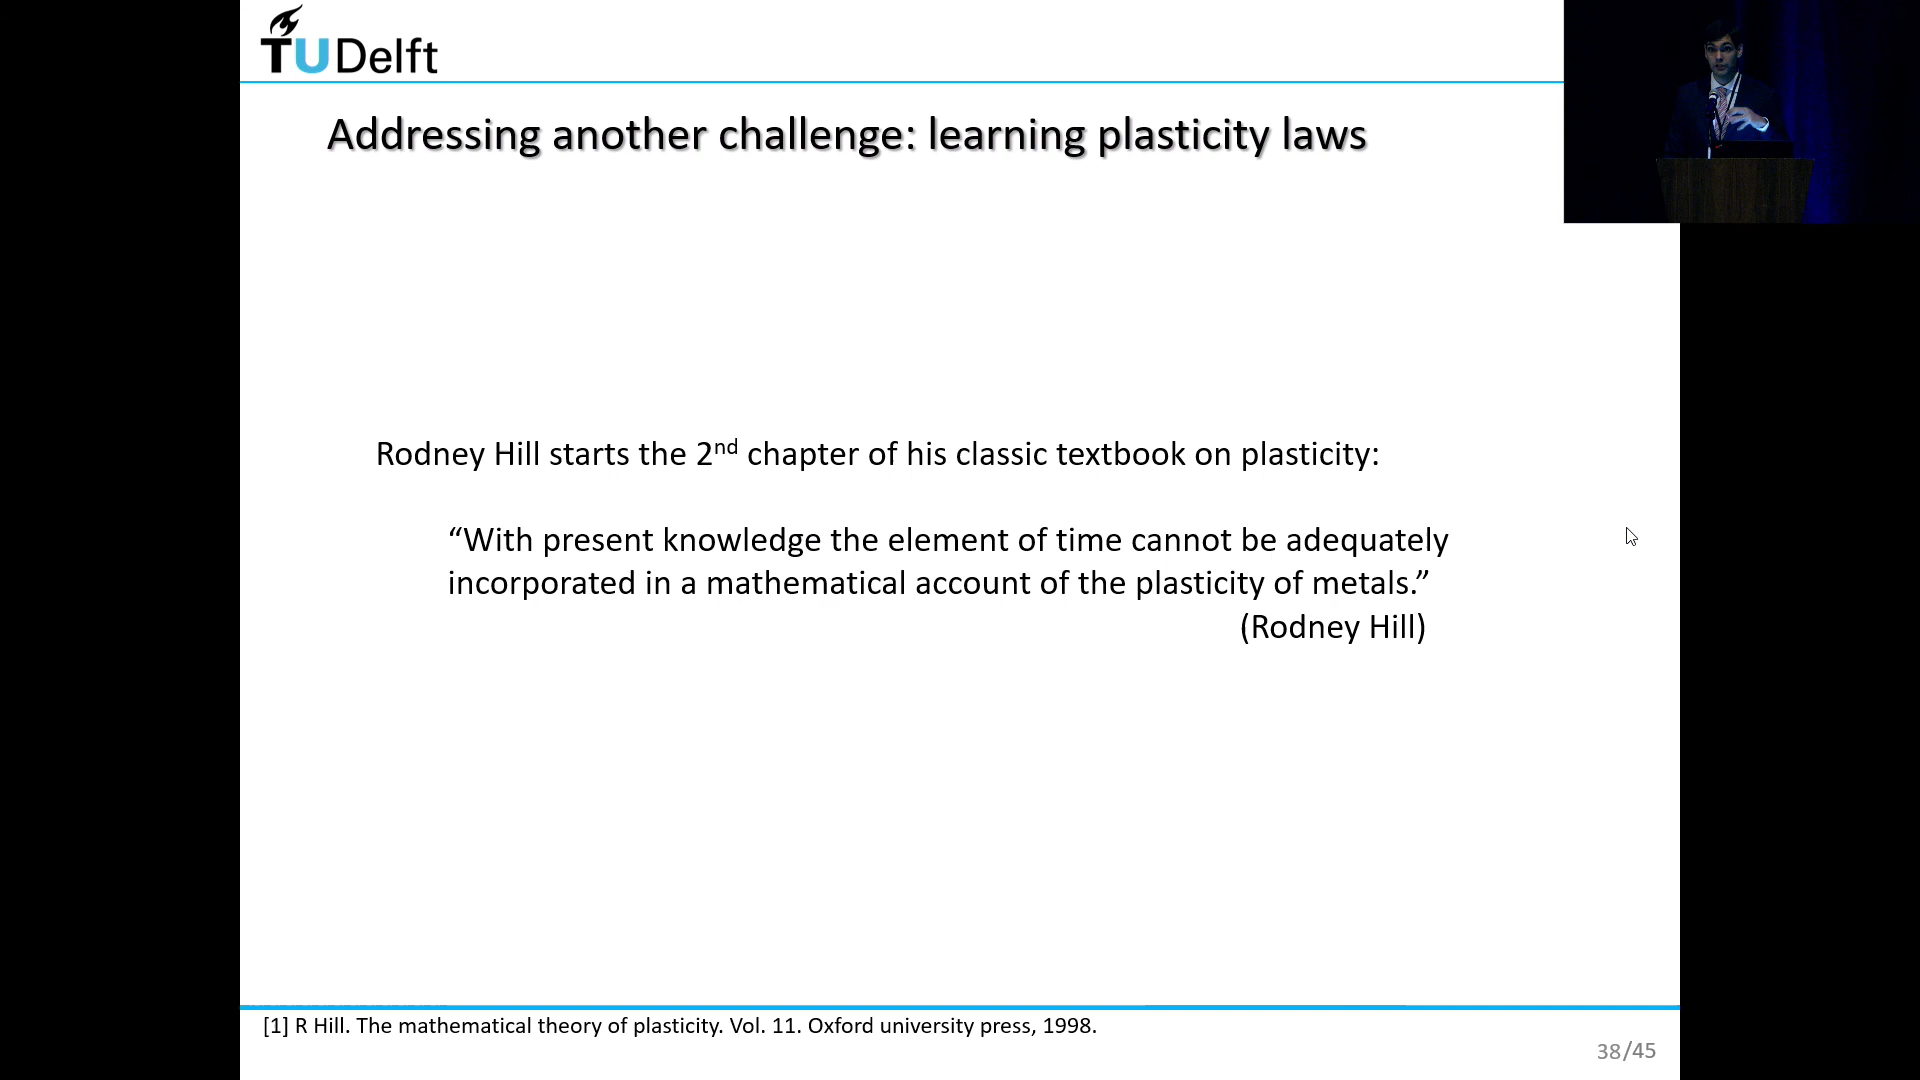 TU Delft
Addressing another challenge: learning plasticity laws
Rodney Hill starts the 2nd chapter of his classic textbook on plasticity:
“With present knowledge the element of time cannot be adequately
incorporated in a mathematical account of the plasticity of metals.”
(Rodney Hill)
[1] R Hill. The mathematical theory of plasticity. Vol. 11. Oxford university press, 1998.
38/45